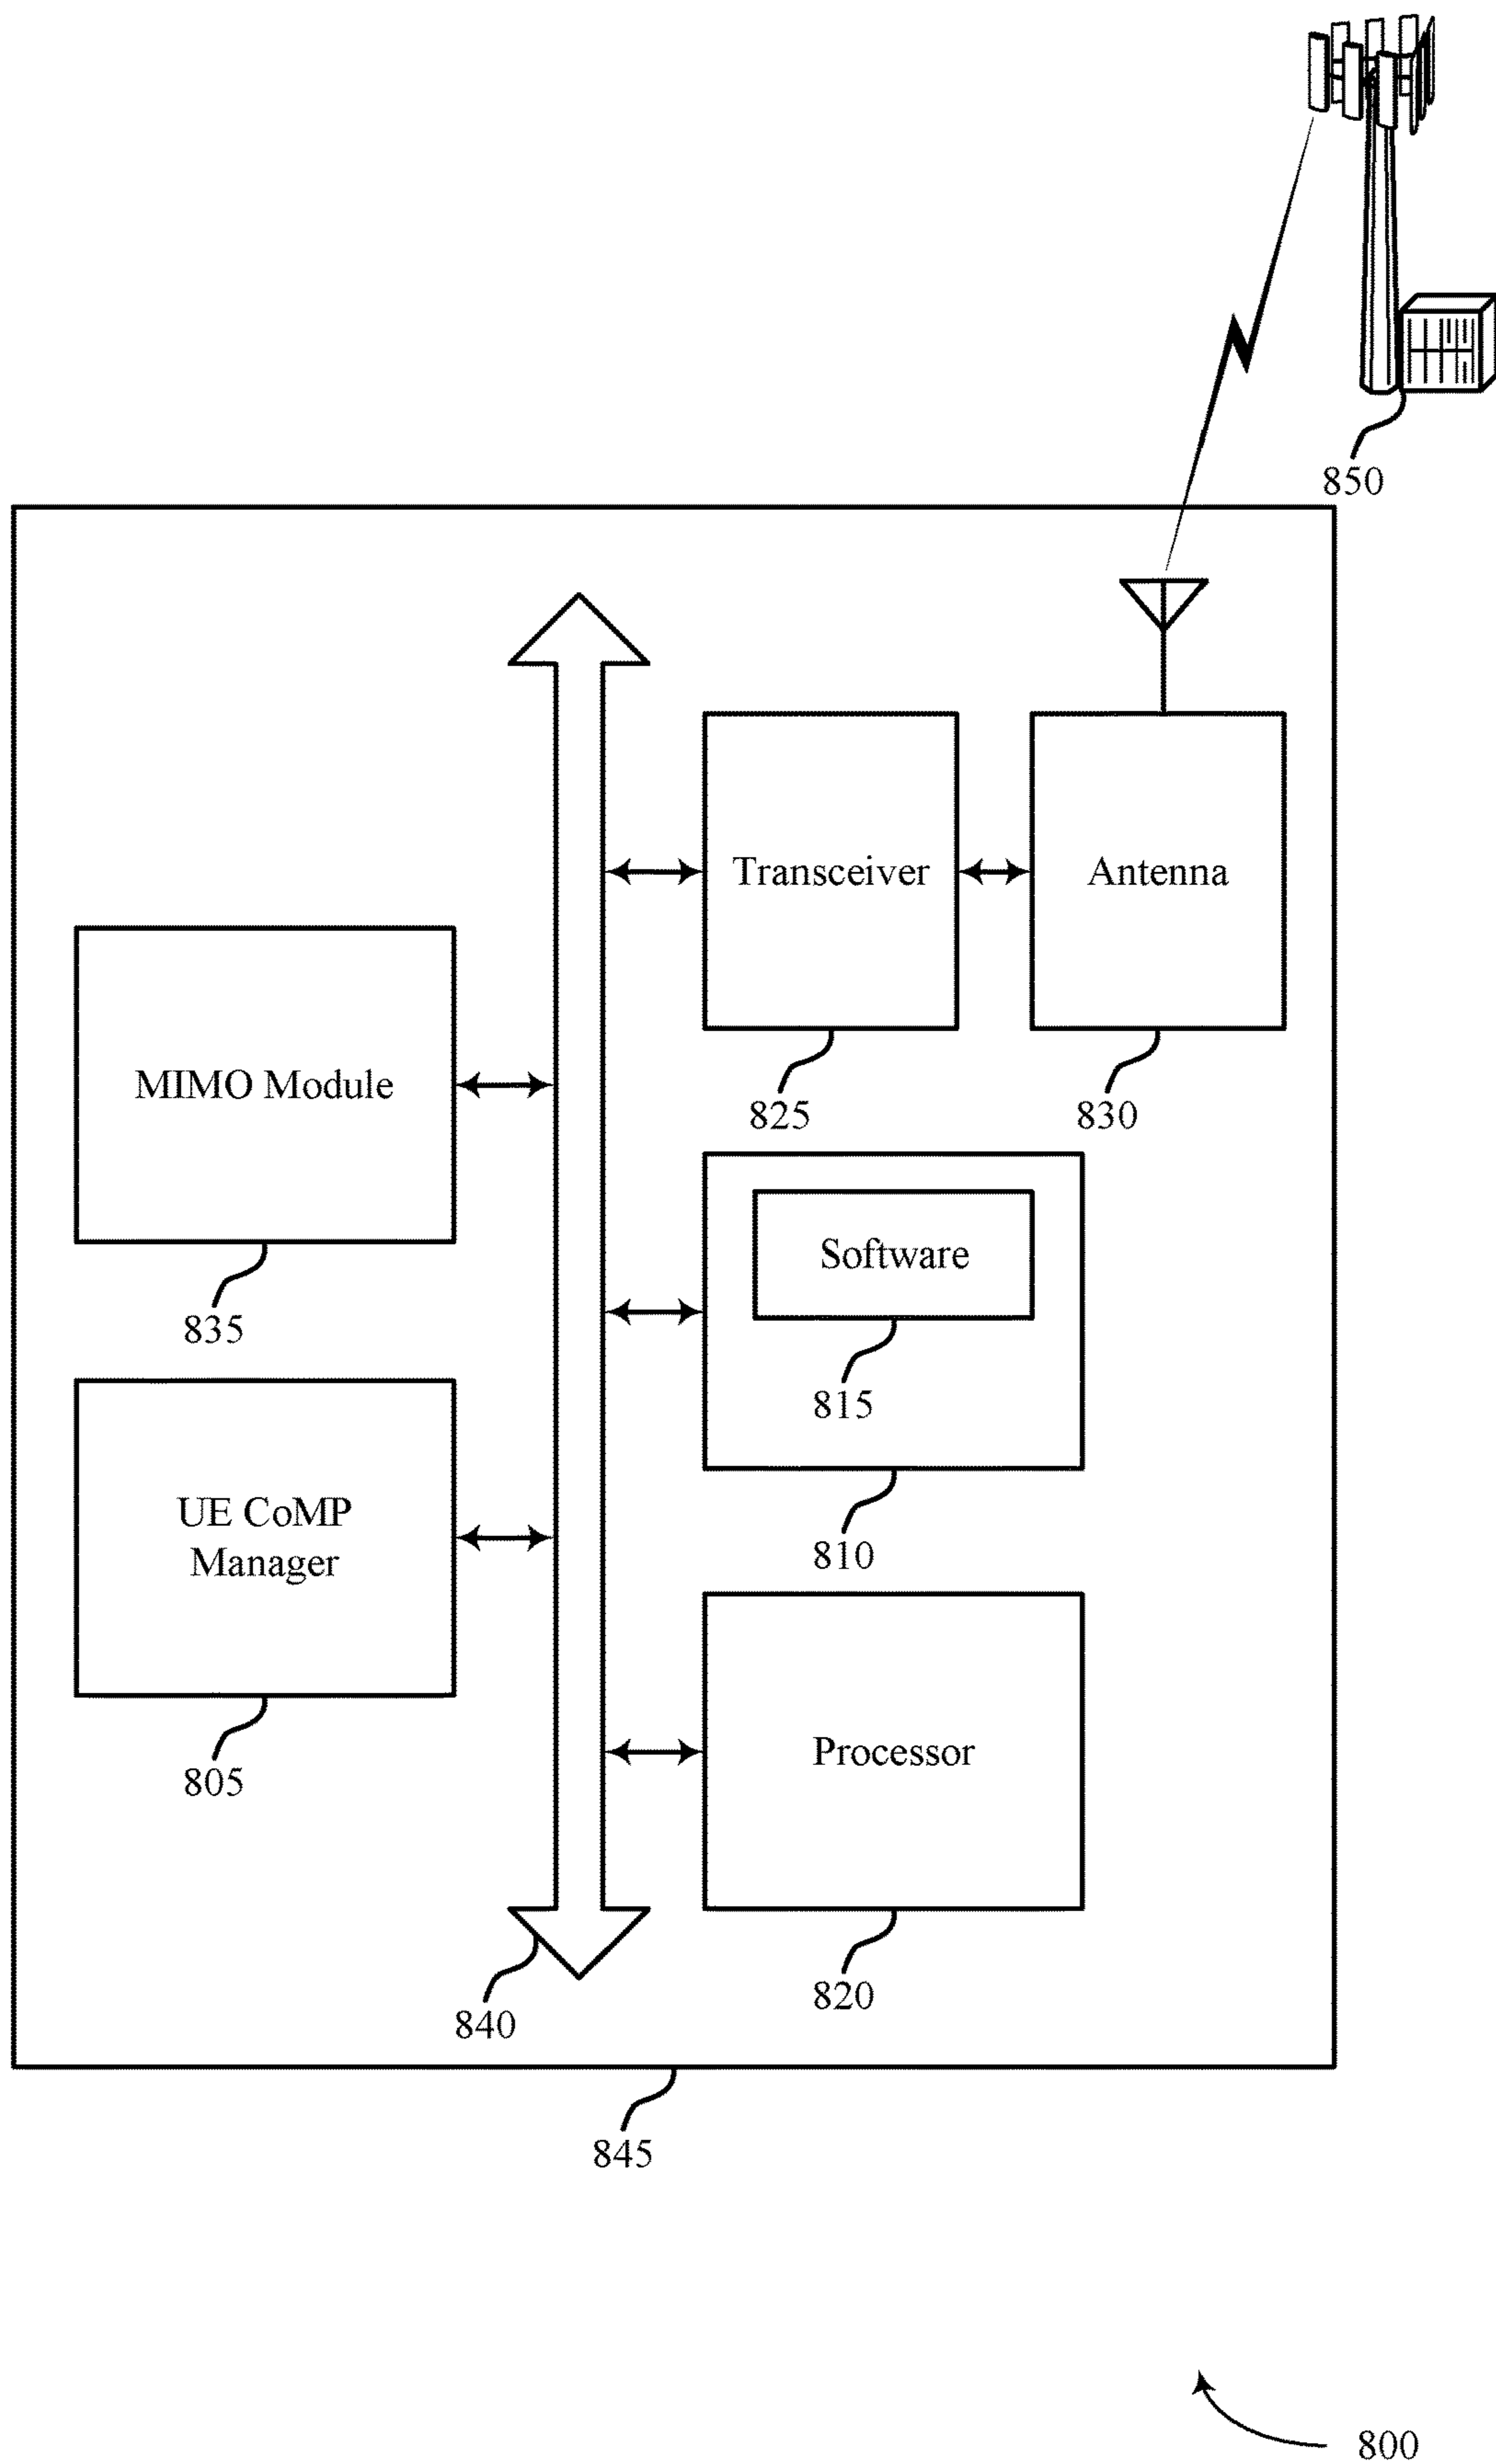 850
Transceiver
Antenna
825
830
MIMO Module
835
Software
815
810
UE CoMP
Manager
805
Processor
820
840
845
800